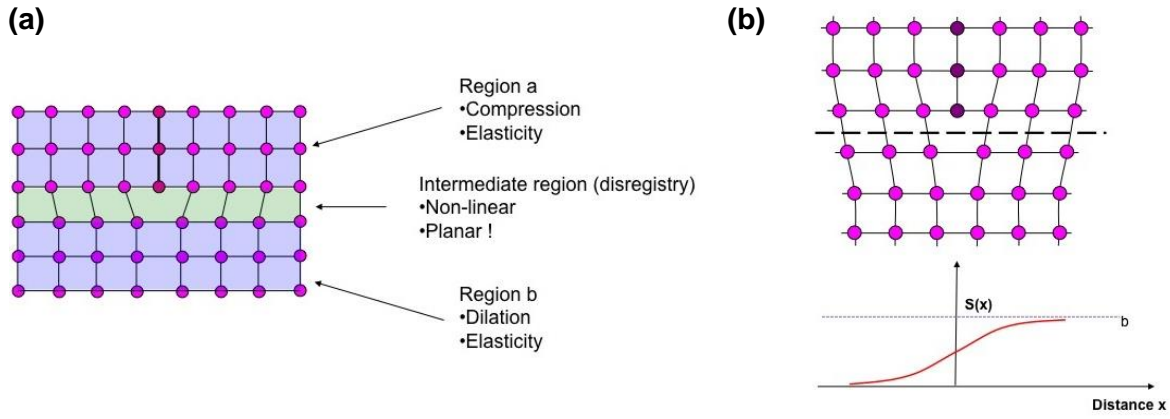 (a)
Region a
•Compression
•Elasticity
Intermediate region (disregistry)
•Non-linear
•Planar !
Region b
•Dilation
•Elasticity
(b)
S(x)
b
Distance x